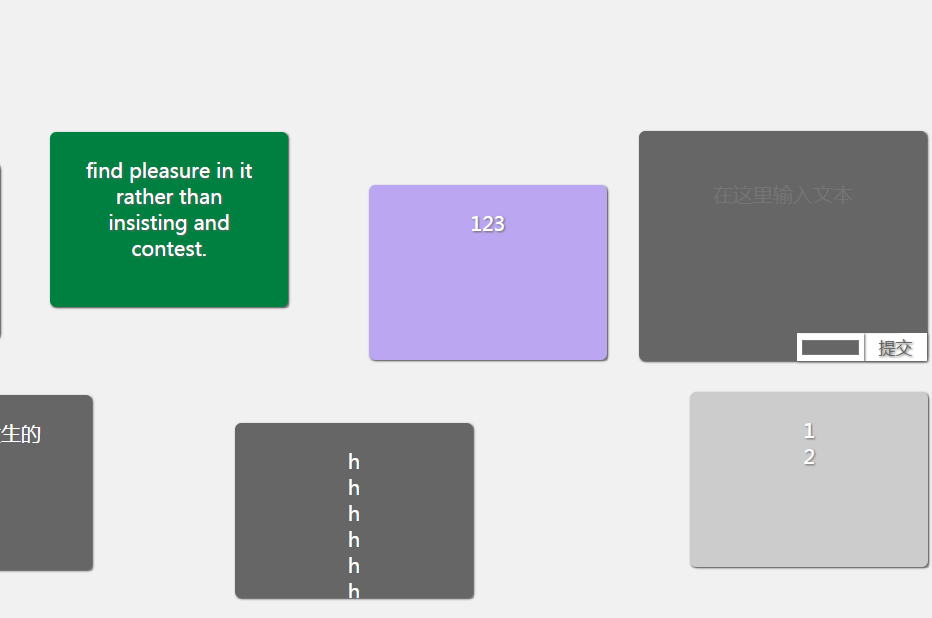 find pleasure in it
rather than
insisting and
contest.
123
在这里输入文本
提交
生的
h
h
h
h
h
h
1
2